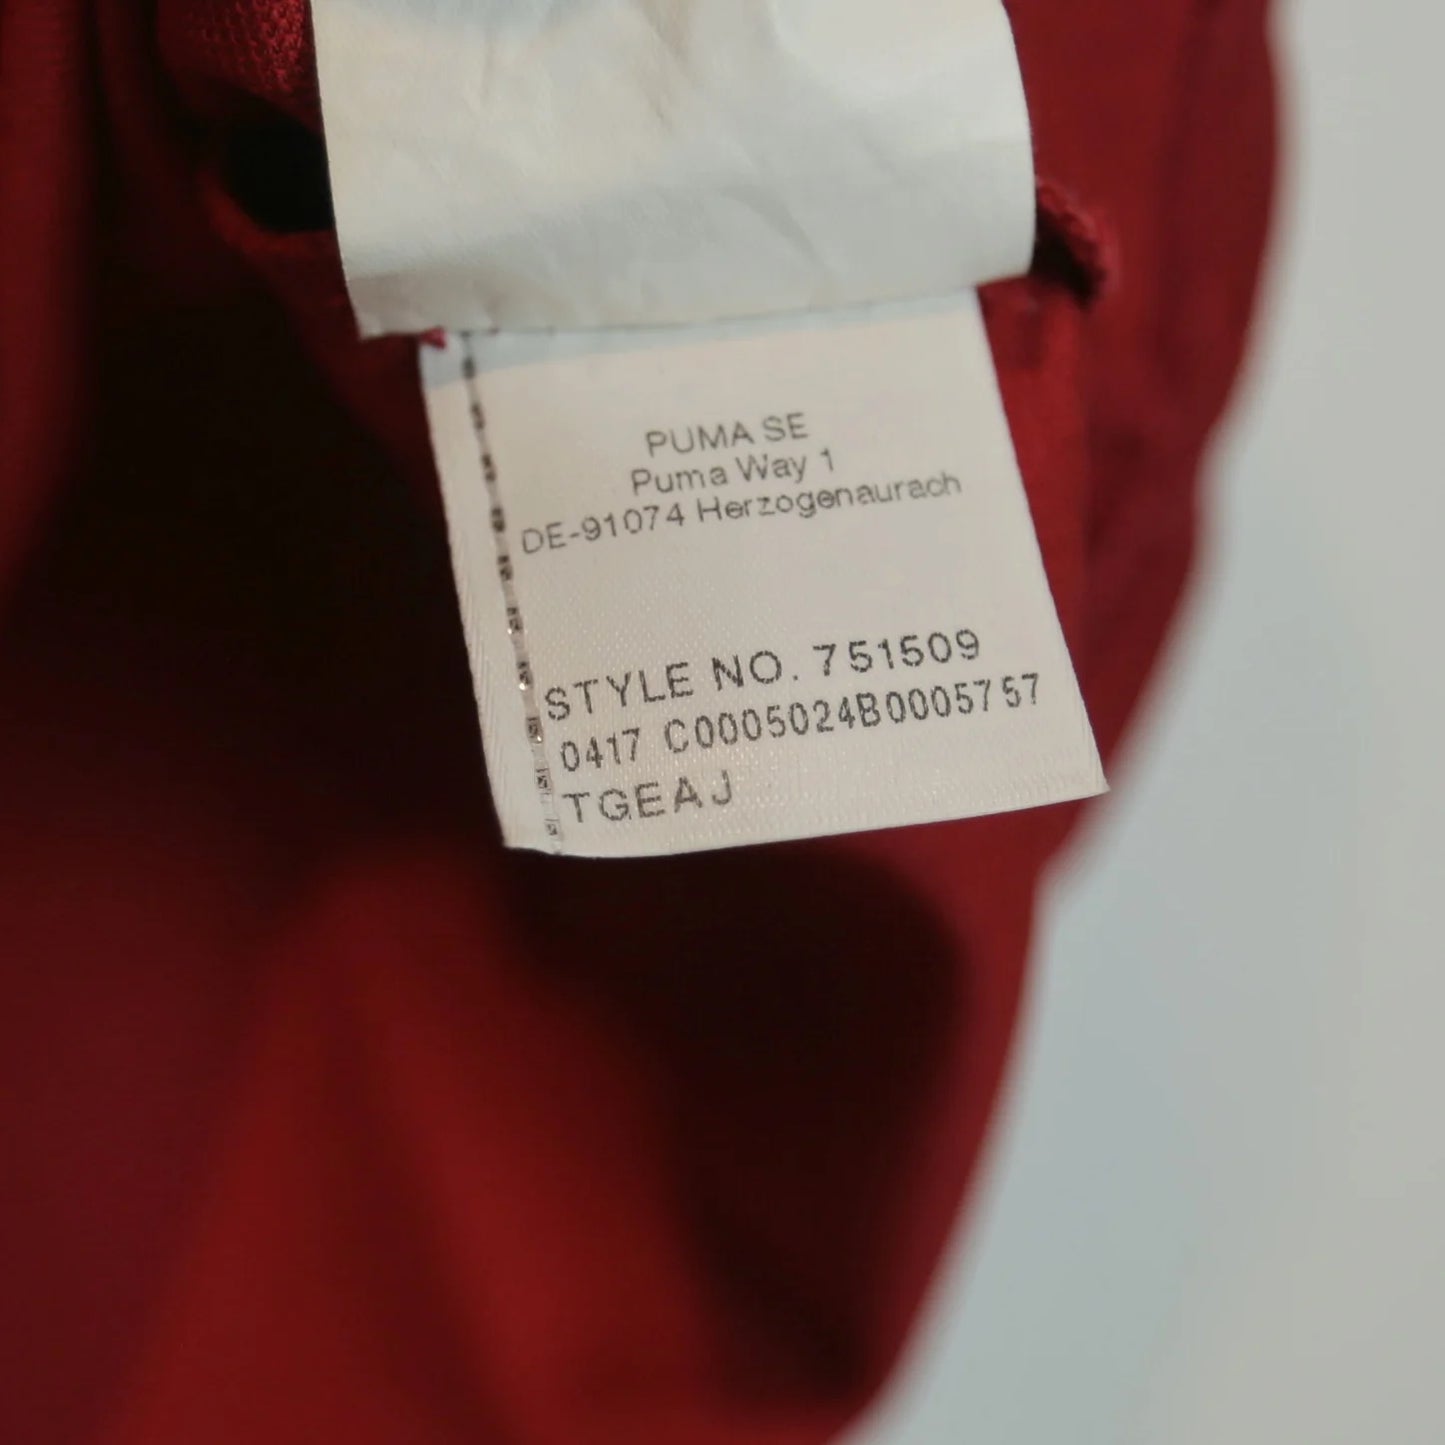 PUMA SE
Puma Way 1
DE-91074 Herzogenaurach
STYLE NO. 751509
0417 C0005024B0005757
TGEAJ